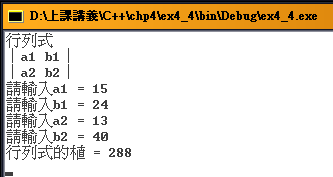 D:\上課講義\C++\chp4\ex4_4\bin\Debug\ex4_4.exe
行列式
| a1 b1 |
| a2 b2 |
請輸入a1 = 15
請輸入b1 = 24
請輸入a2 = 13
請輸入b2 = 40
行列式的植 = 288